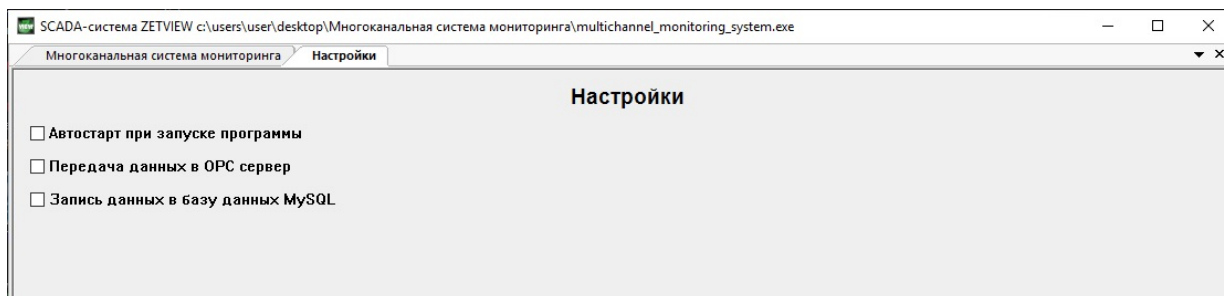 SCADA-система ZETVIEW c:\users\user\desktop\Многоканальная система мониторинга\multichannel_monitoring_system.exe
Многоканальная система мониторинга Настройки
Настройки
Автостарт при запуске программы
Передача данных в OPC сервер
Запись данных в базу данных MySQL